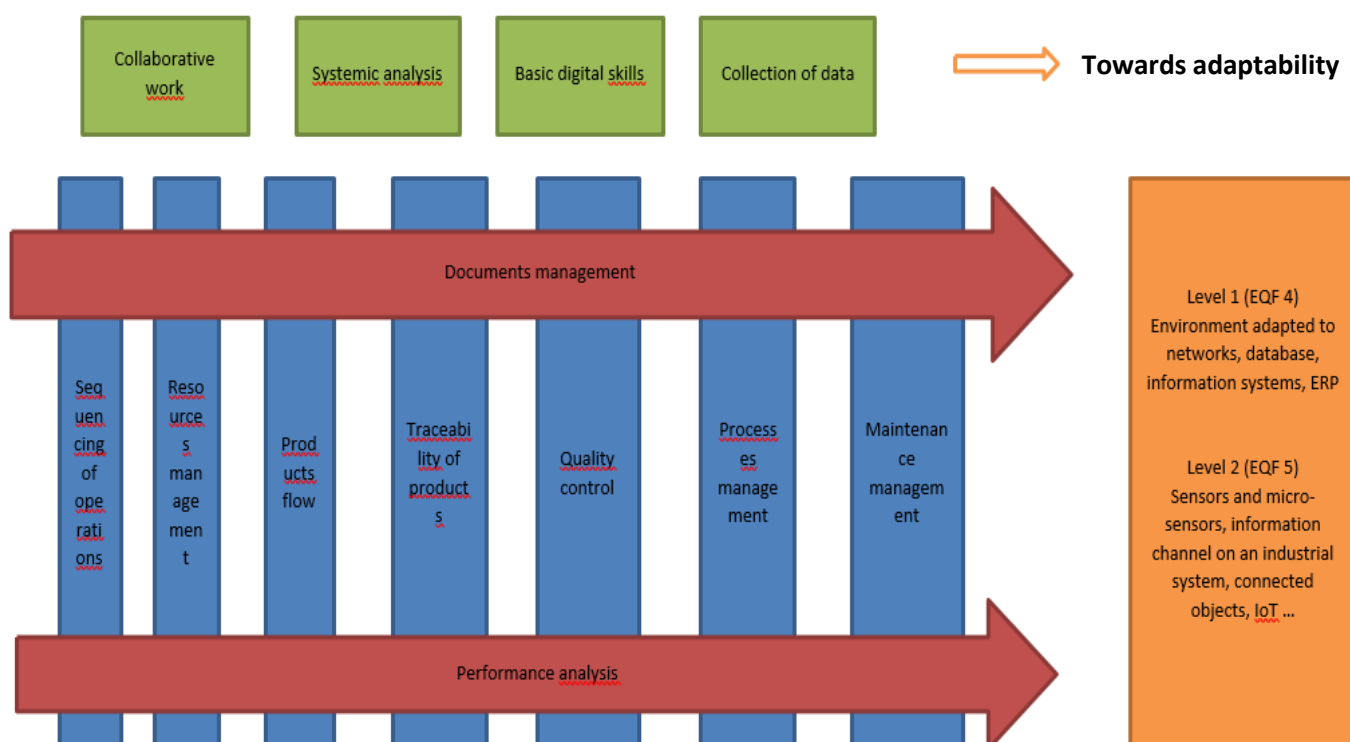 Collaborative
work
Systemic analysis
Basic digital skills
Collection of data
Towards adaptability
Documents management
Seq
uen
cing
of
ope
rati
ons
Reso
urce
s
man
age
men
t
Prod
ucts
flow
Traceabi
lity of
product
s
Quality
control
Process
es
manage
ment
Maintenan
ce
managem
ent
Performance analysis
Level 1 (EQF 4)
Environment adapted to
networks, database,
information systems, ERP
Level 2 (EQF 5)
Sensors and micro-
sensors, information
channel on an industrial
system, connected
objects, IoT ...